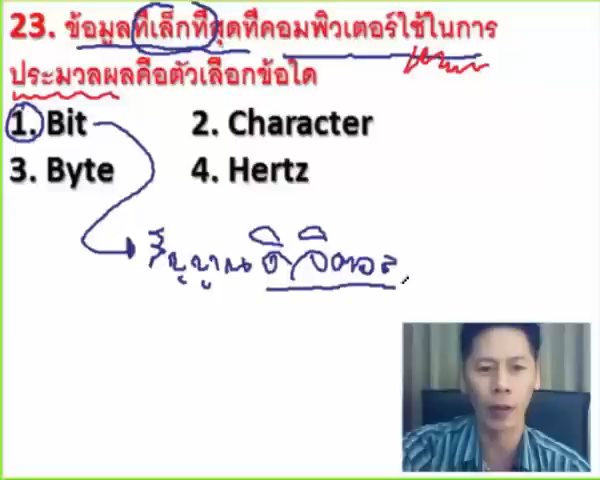 23. ข้อมูลที่เล็กที่สุดที่คอมพิวเตอร์ใช้ในการ
ประมวลผลคือตัวเลือกข้อใด
1. Bit 2. Character
3. Byte 4. Hertz
สัญญาณดิจิตอล